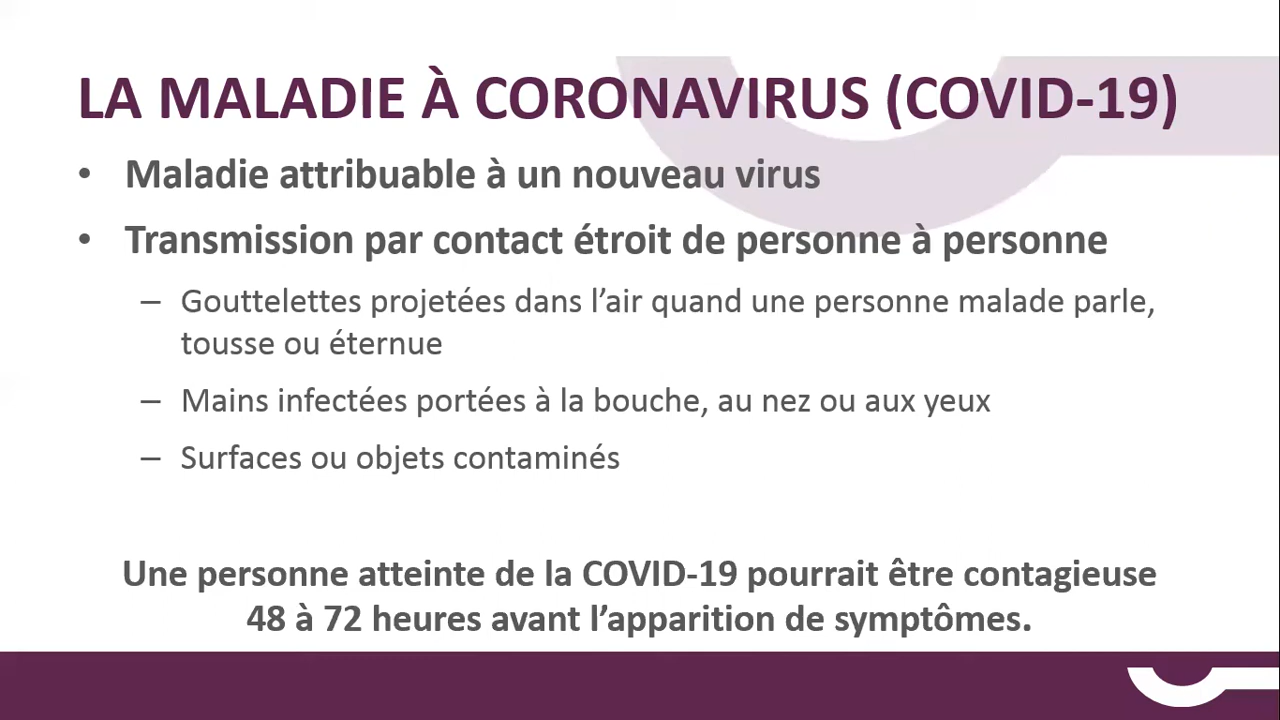 LA MALADIE À CORONAVIRUS (COVID-19)
• Maladie attribuable à un nouveau virus
• Transmission par contact étroit de personne à personne
– Gouttelettes projetées dans l’air quand une personne malade parle,
tousse ou éternue
– Mains infectées portées à la bouche, au nez ou aux yeux
– Surfaces ou objets contaminés
Une personne atteinte de la COVID-19 pourrait être contagieuse
48 à 72 heures avant l’apparition de symptômes.